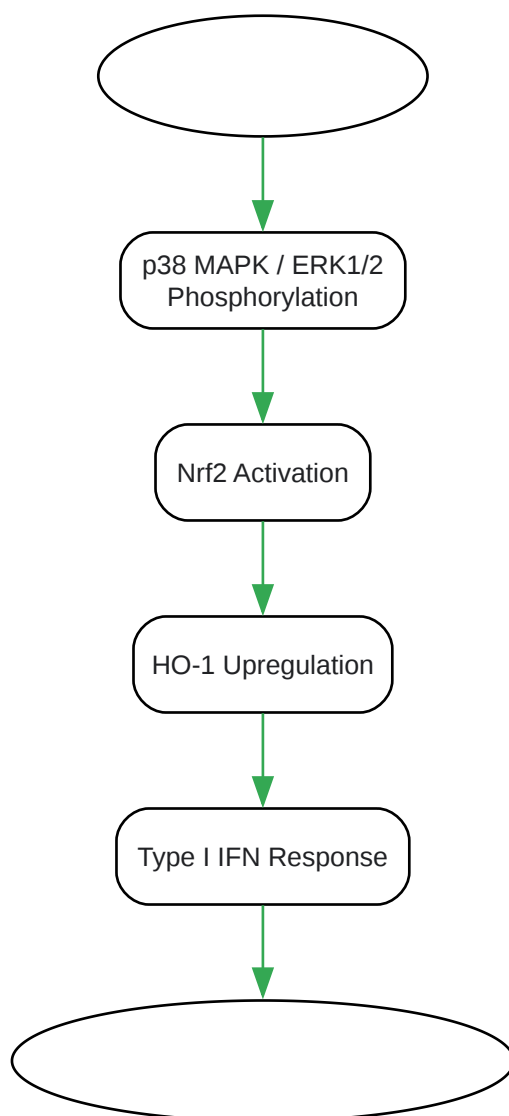 p38 MAPK / ERK1/2
Phosphorylation
Nrf2 Activation
HO-1 Upregulation
Type I IFN Response